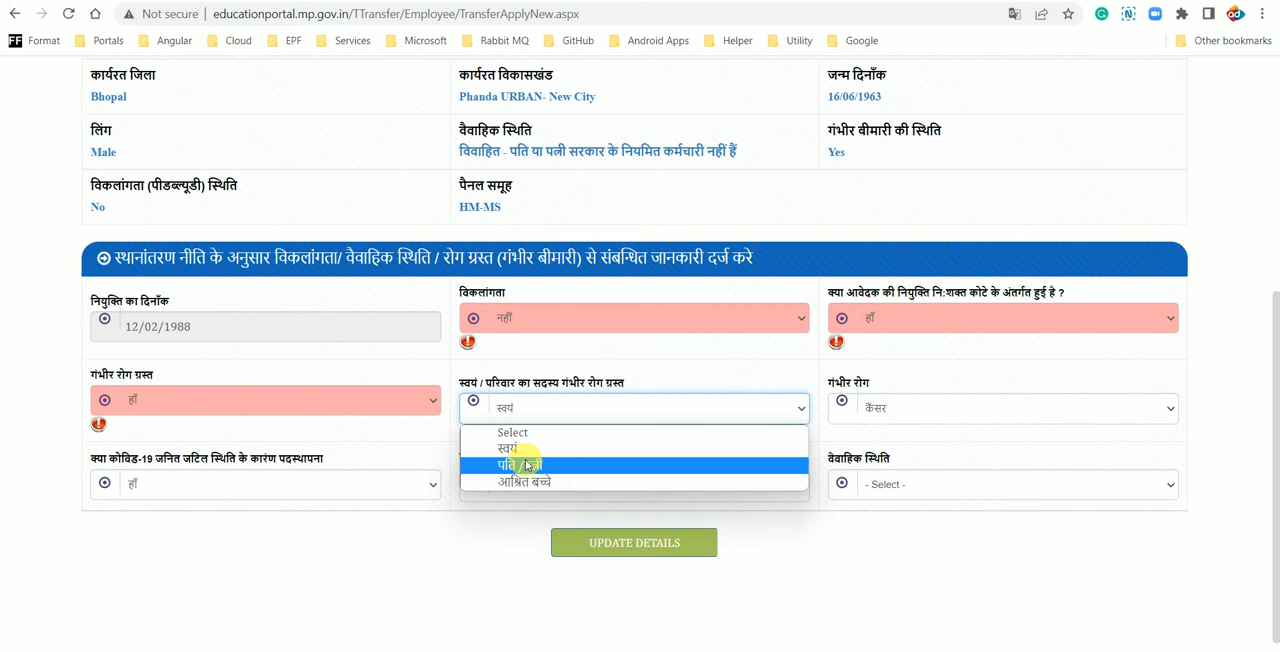 Not secure
educationportal.mp.gov.in/TTransfer/Employee/TransferApplyNew.aspx
FF Format Portals Angular Cloud EPF Services Microsoft Rabbit MQ GitHub Android Apps Helper Utility Google Other bookmarks
कार्यरत जिला
Bhopal
कार्यरत विकासखंड
Phanda URBAN- New City
जन्म दिनाँक
16/06/1963
लिंग
Male
वैवाहिक स्थिति
विवाहित - पति या पत्नी सरकार के नियमित कर्मचारी नहीं हैं
गंभीर बीमारी की स्थिति
Yes
विकलांगता (पीडब्ल्यूडी) स्थिति
No
पैनल समूह
HM-MS
स्थानांतरण नीति के अनुसार विकलांगता/ वैवाहिक स्थिति / रोग ग्रस्त (गंभीर बीमारी) से संबन्धित जानकारी दर्ज करे
नियुक्ति का दिनाँक
12/02/1988
विकलांगता
नहीं
क्या आवेदक की नियुक्ति नि:शक्त कोटे के अंतर्गत हुई है ?
हाँ
गंभीर रोग ग्रस्त
हाँ
स्वयं / परिवार का सदस्य गंभीर रोग ग्रस्त
स्वयं
Select
स्वयं
पति /
आश्रित बच्चे
गंभीर रोग
कैंसर
क्या कोविड-19 जनित जटिल स्थिति के कारण पदस्थापना
हाँ
वैवाहिक स्थिति
- Select -
UPDATE DETAILS